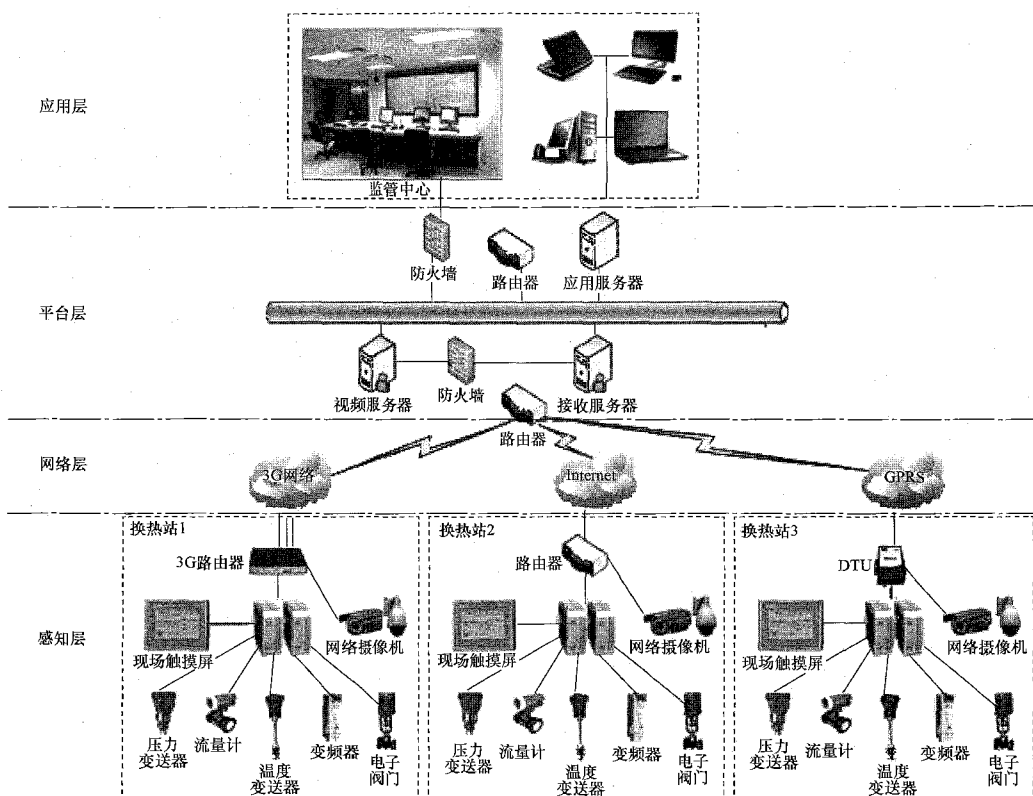 应用层
监管中心
防火墙
路由器
应用服务器
平台层
视频服务器
防火墙
接收服务器
路由器
网络层
3G网络
Internet
GPRS
换热站1
换热站2
换热站3
3G路由器
路由器
DTU
感知层
现场触摸屏
网络摄像机
现场触摸屏
网络摄像机
现场触摸屏
网络摄像机
压力
变送器
流量计
温度
变送器
变频器
电子
阀门
压力
变送器
流量计
温度
变送器
变频器
电子
阀门
压力
变送器
流量计
温度
变送器
变频器
电子
阀门